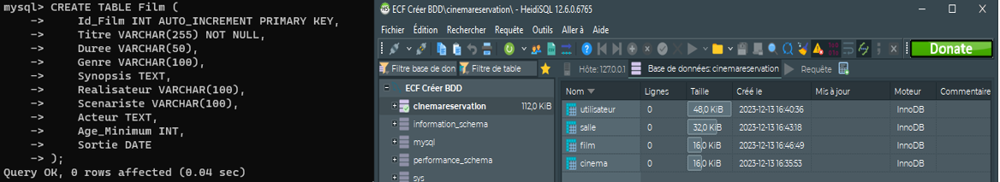 mysql> CREATE TABLE Film (
    ->     Id_Film INT AUTO_INCREMENT PRIMARY KEY,
    ->     Titre VARCHAR(255) NOT NULL,
    ->     Duree VARCHAR(50),
    ->     Genre VARCHAR(100),
    ->     Synopsis TEXT,
    ->     Realisateur VARCHAR(100),
    ->     Scenariste VARCHAR(100),
    ->     Acteur TEXT,
    ->     Age_Minimum INT,
    ->     Sortie DATE
    -> );
Query OK, 0 rows affected (0.04 sec)
ECF Créer BDD\cinemareservation\ - HeidiSQL 12.6.0.6765
Fichier Édition Rechercher Requête Outils Aller à Aide
Donate
Filtre base de don Filtre de table Hôte: 127.0.0.1 Base de données: cinemareservation Requête
ECF Créer BDD
cinemareservation 112,0 KiB
information_schema
mysql
performance_schema
sys
Nom Lignes Taille Créé le Mis à jour Moteur Commentaire
utilisateur 0 48,0 KiB 2023-12-13 16:40:36 InnoDB
salle 0 32,0 KiB 2023-12-13 16:43:18 InnoDB
film 0 16,0 KiB 2023-12-13 16:46:49 InnoDB
cinema 0 16,0 KiB 2023-12-13 16:35:53 InnoDB